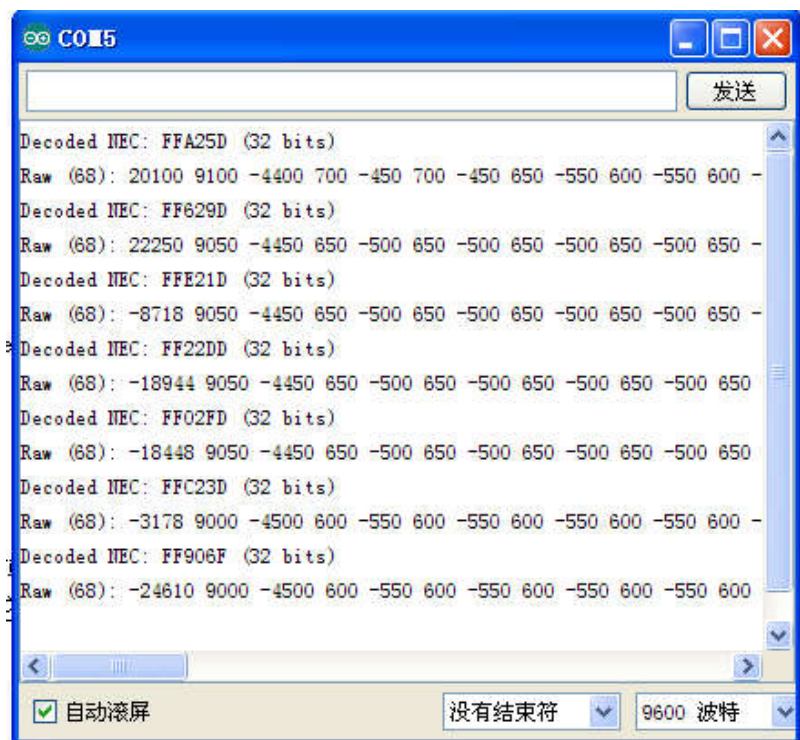 COM5
发送
Decoded NEC: FFA25D (32 bits)
Raw (68): 20100 9100 -4400 700 -450 700 -450 650 -550 600 -550 600 -
Decoded NEC: FF629D (32 bits)
Raw (68): 22250 9050 -4450 650 -500 650 -500 650 -500 650 -500 650 -
Decoded NEC: FFE21D (32 bits)
Raw (68): -8718 9050 -4450 650 -500 650 -500 650 -500 650 -500 650 -
Decoded NEC: FF22DD (32 bits)
Raw (68): -18944 9050 -4450 650 -500 650 -500 650 -500 650 -500 650
Decoded NEC: FF02FD (32 bits)
Raw (68): -18448 9050 -4450 650 -500 650 -500 650 -500 650 -500 650
Decoded NEC: FFC23D (32 bits)
Raw (68): -3178 9000 -4500 600 -550 600 -550 600 -550 600 -550 600 -
Decoded NEC: FF906F (32 bits)
Raw (68): -24610 9000 -4500 600 -550 600 -550 600 -550 600 -550 600
自动滚屏 没有结束符 9600 波特